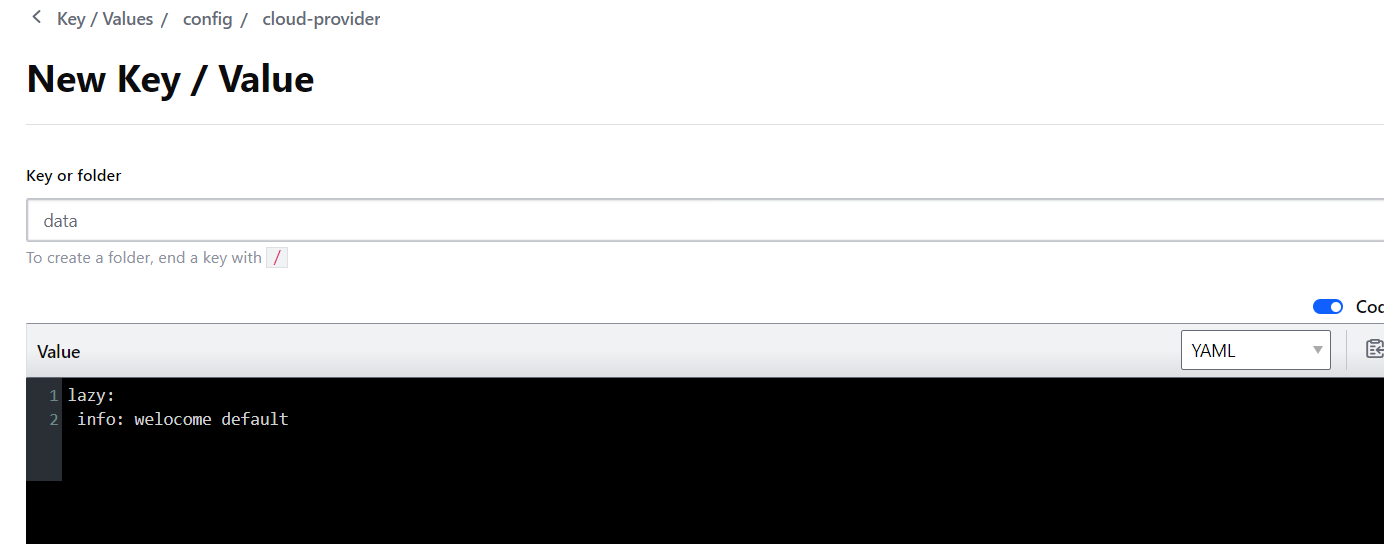 Key / Values / config / cloud-provider
New Key / Value
Key or folder
data
To create a folder, end a key with /
Value
YAML
1 lazy:
2 info: welocome default